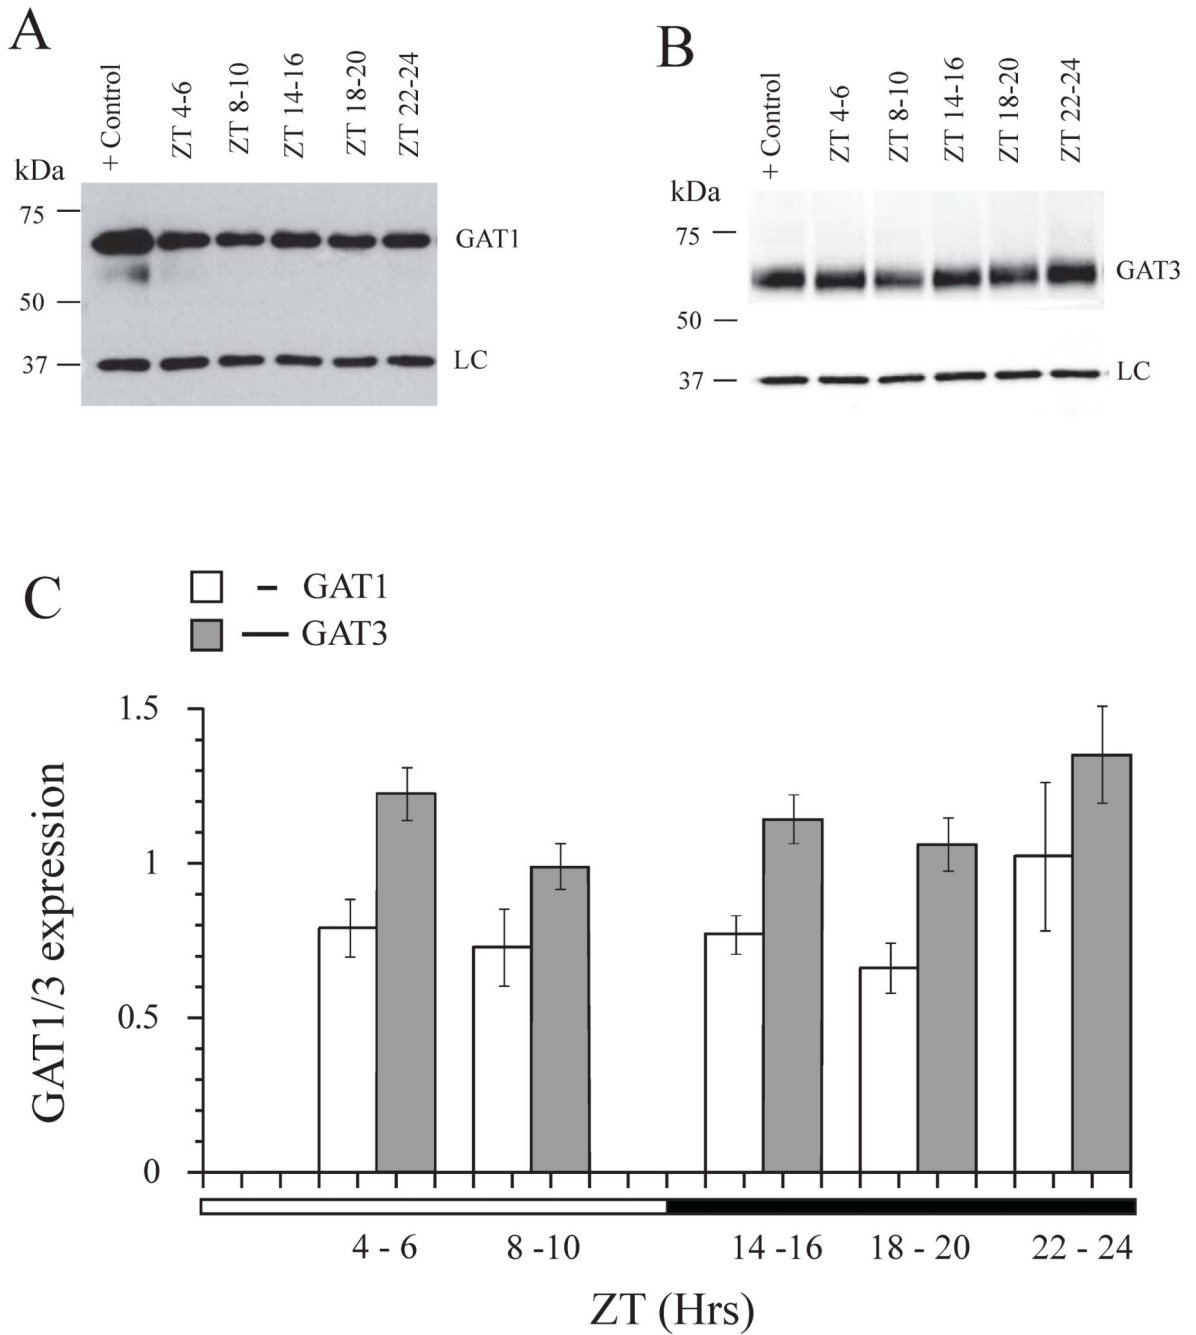 A
+ Control
ZT 4-6
ZT 8-10
ZT 14-16
ZT 18-20
ZT 22-24
kDa
75
50
37
GAT1
LC
B
+ Control
ZT 4-6
ZT 8-10
ZT 14-16
ZT 18-20
ZT 22-24
kDa
75
50
37
GAT3
LC
C
- GAT1
— GAT3
GAT1/3 expression
1.5
1
0.5
0
4 - 6
8 -10
14 -16
18 - 20
22 - 24
ZT (Hrs)